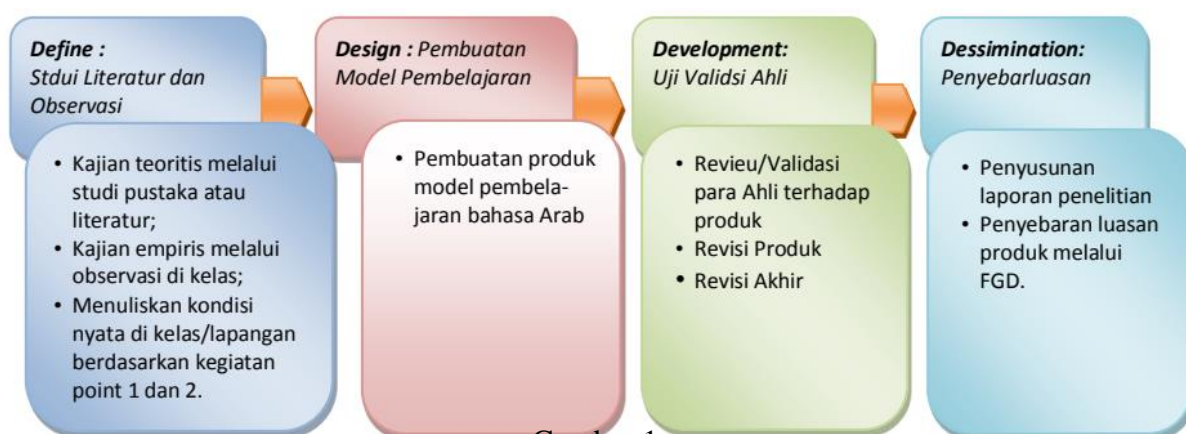 Define :
Stdui Literatur dan
Observasi
• Kajian teoritis melalui
studi pustaka atau
literatur;
• Kajian empiris melalui
observasi di kelas;
• Menuliskan kondisi
nyata di kelas/lapangan
berdasarkan kegiatan
point 1 dan 2.
Design : Pembuatan
Model Pembelajaran
• Pembuatan produk
model pembela-
jaran bahasa Arab
Development:
Uji Validsi Ahli
• Revieu/Validasi
para Ahli terhadap
produk
• Revisi Produk
• Revisi Akhir
Dessimination:
Penyebarluasan
• Penyusunan
laporan penelitian
• Penyebaran luasan
produk melalui
FGD.